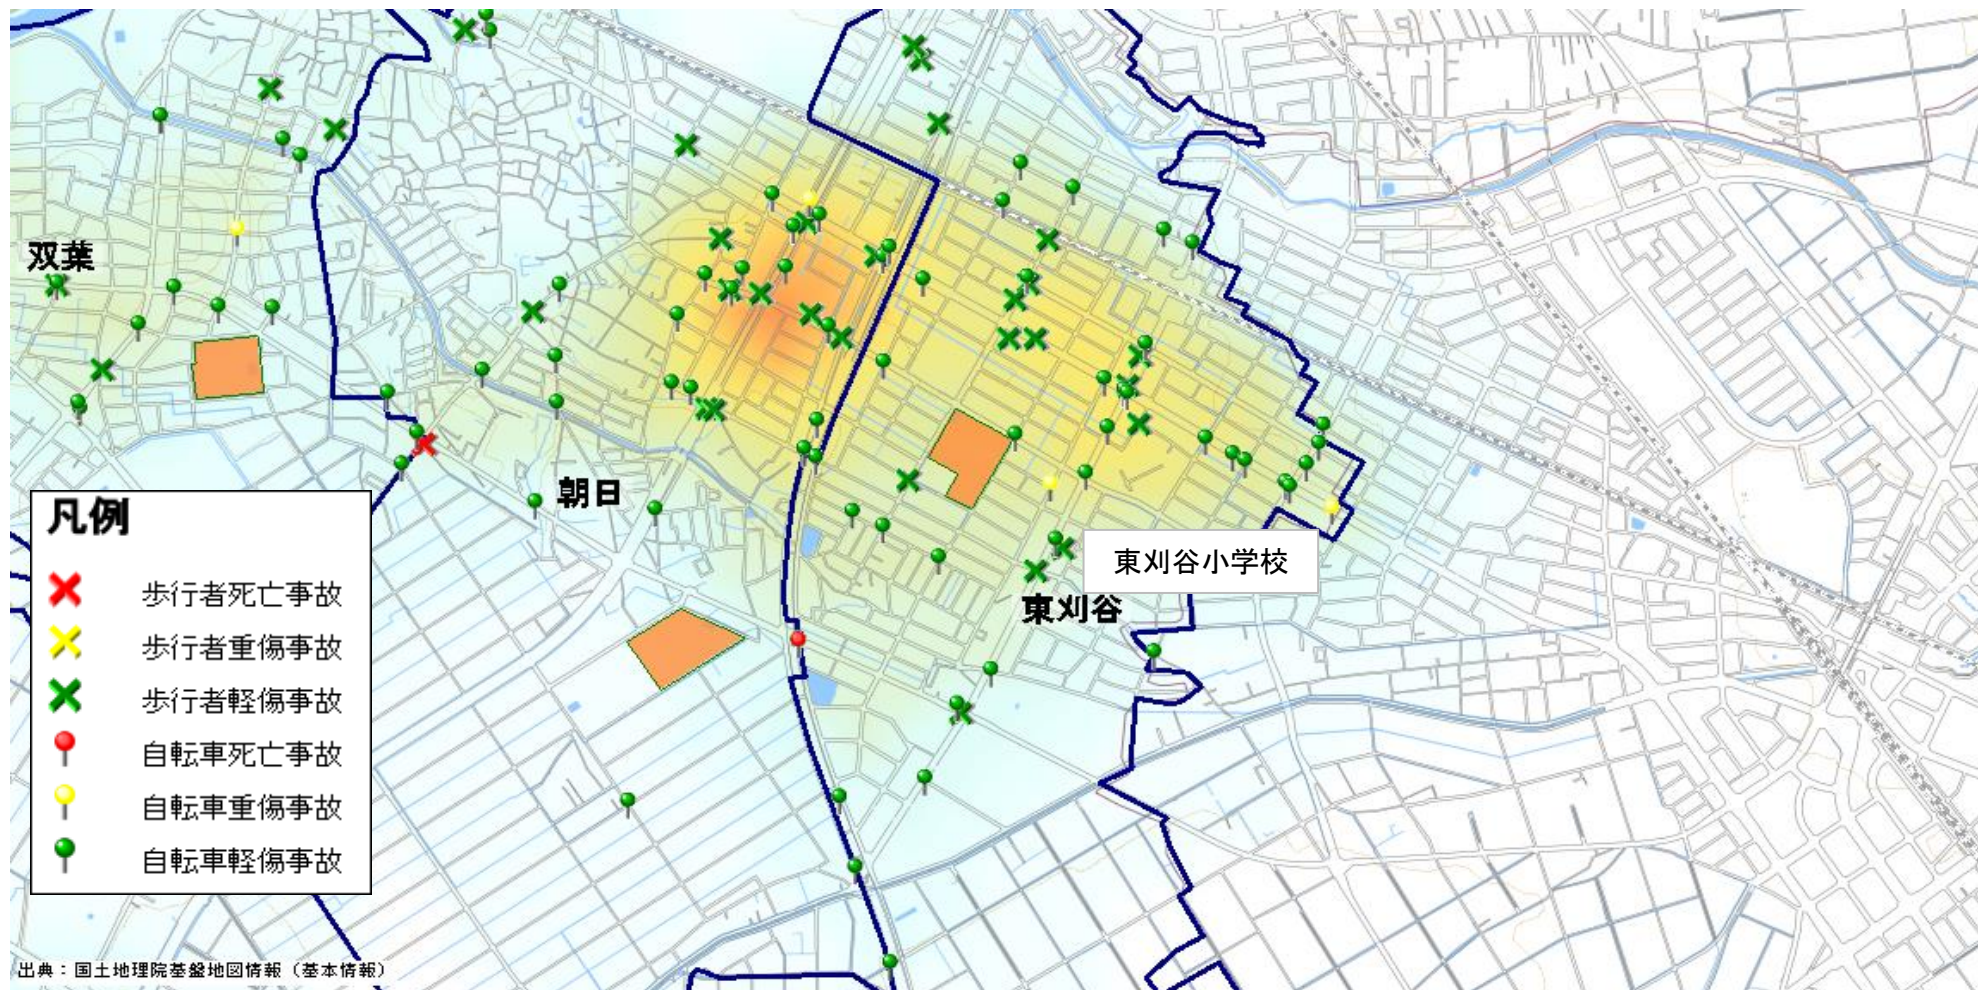 双葉
朝日
東刈谷小学校
東刈谷
凡例
歩行者死亡事故
歩行者重傷事故
歩行者軽傷事故
自転車死亡事故
自転車重傷事故
自転車軽傷事故
出典：国土地理院基盤地図情報（基本情報）